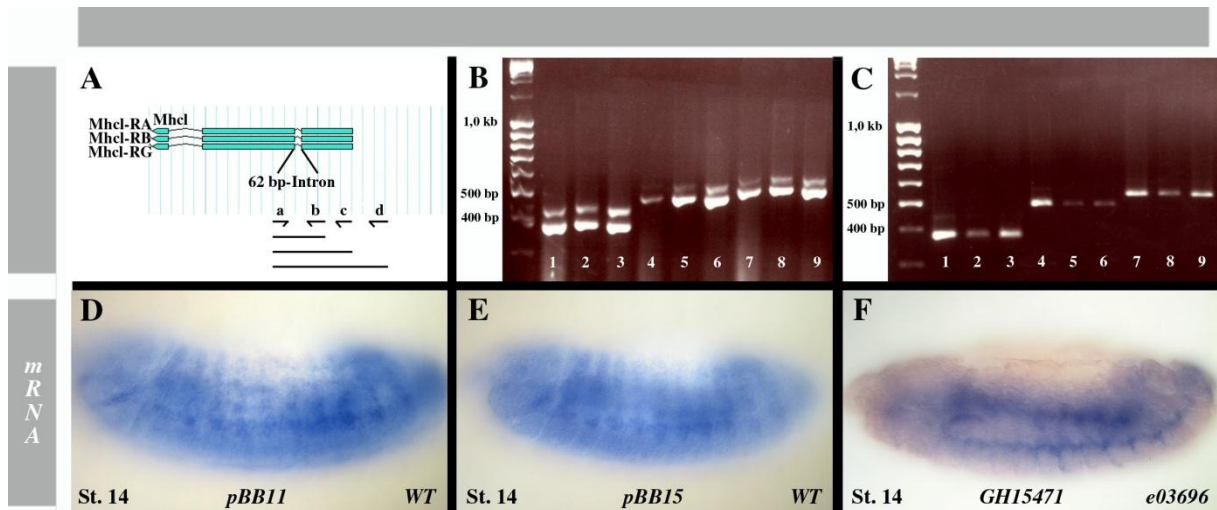 A
Mhcl
Mhcl-RA
Mhcl-RB
Mhcl-RG
62 bp-Intron
a b c d
B
1,0 kb
500 bp
400 bp
1 2 3 4 5 6 7 8 9
C
1,0 kb
500 bp
400 bp
1 2 3 4 5 6 7 8 9
mRNA
D
St. 14 pBB11 WT
E
St. 14 pBB15 WT
F
St. 14 GH15471 e03696